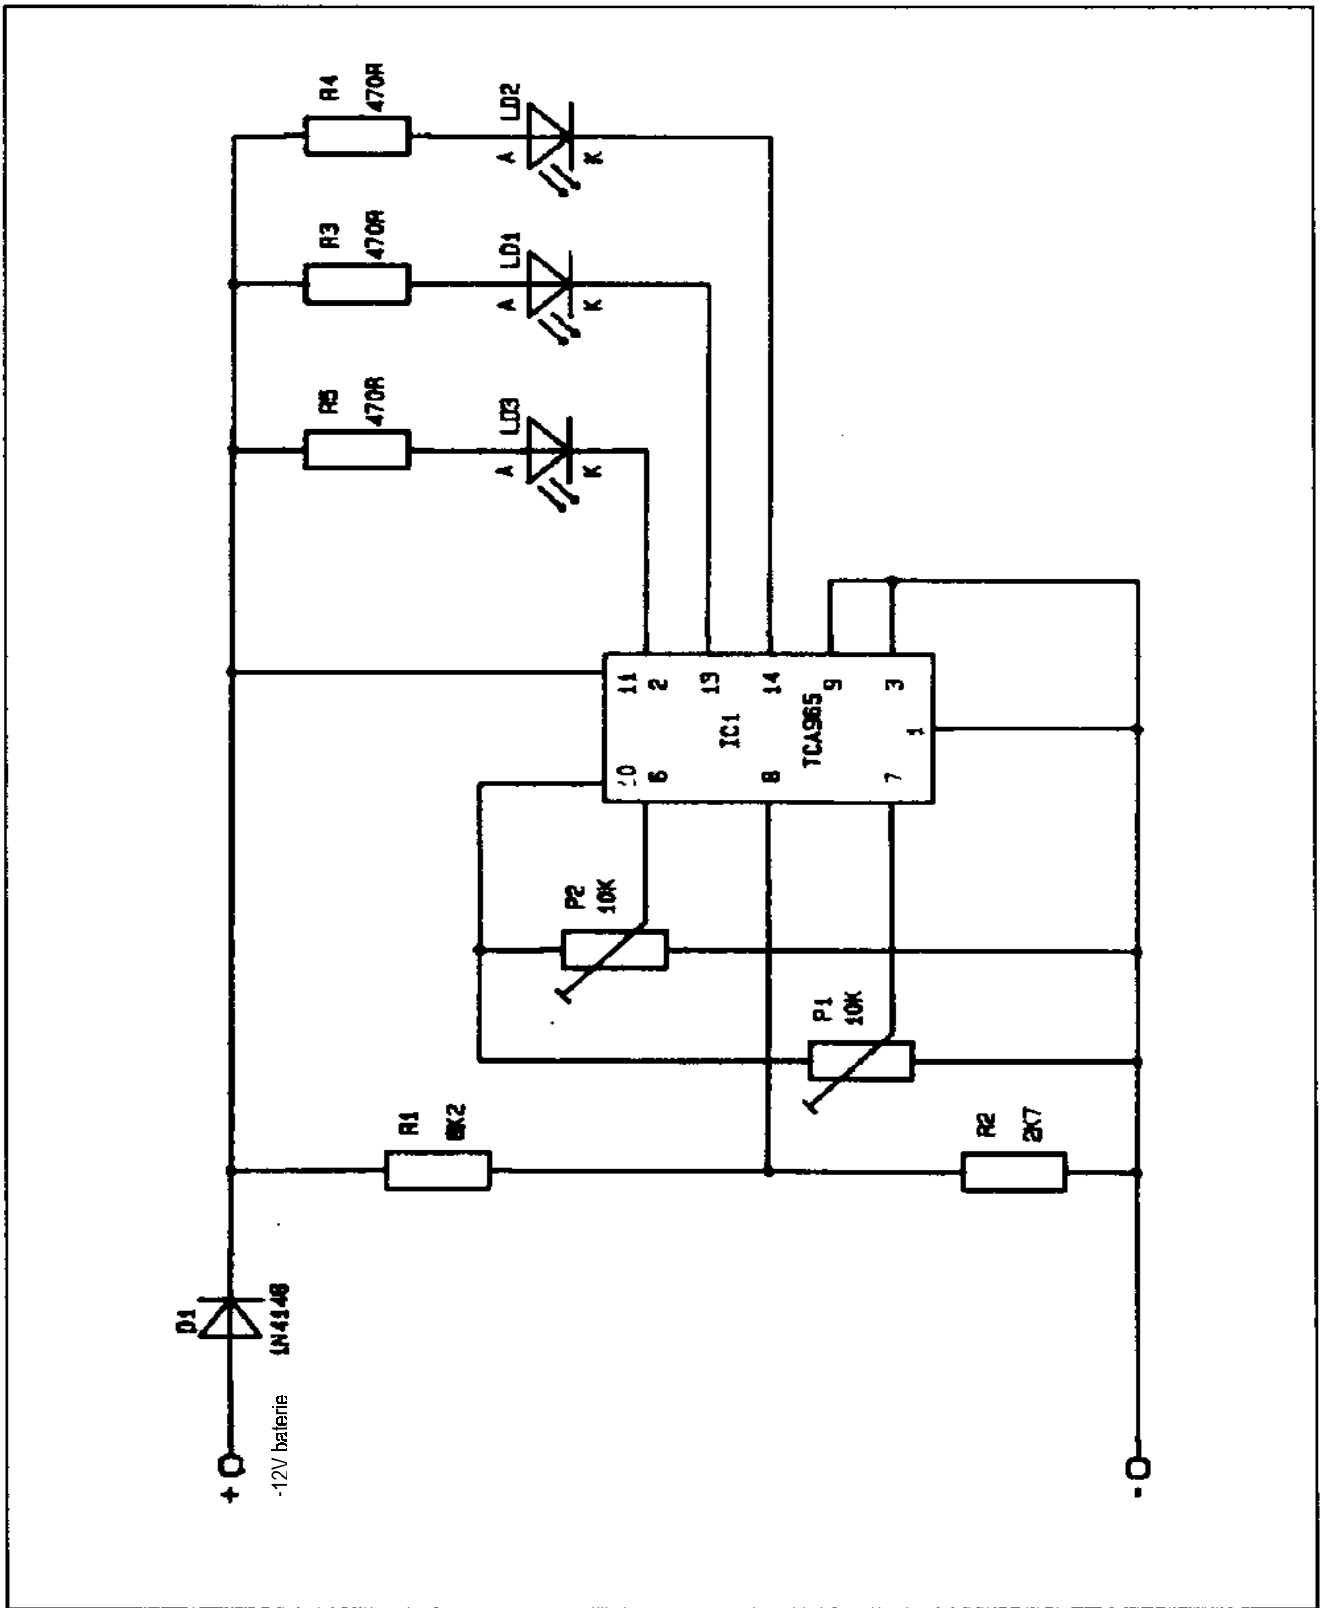 R4
470R
LD2
A
K
R3
470R
LD1
A
K
R5
470R
LD3
A
K
11
2
13
14
9
3
IC1
TCA965
1
10
6
8
7
P2
10K
P1
10K
R1
R2
2K7
D1
1N4148
+
-12V baterie
-